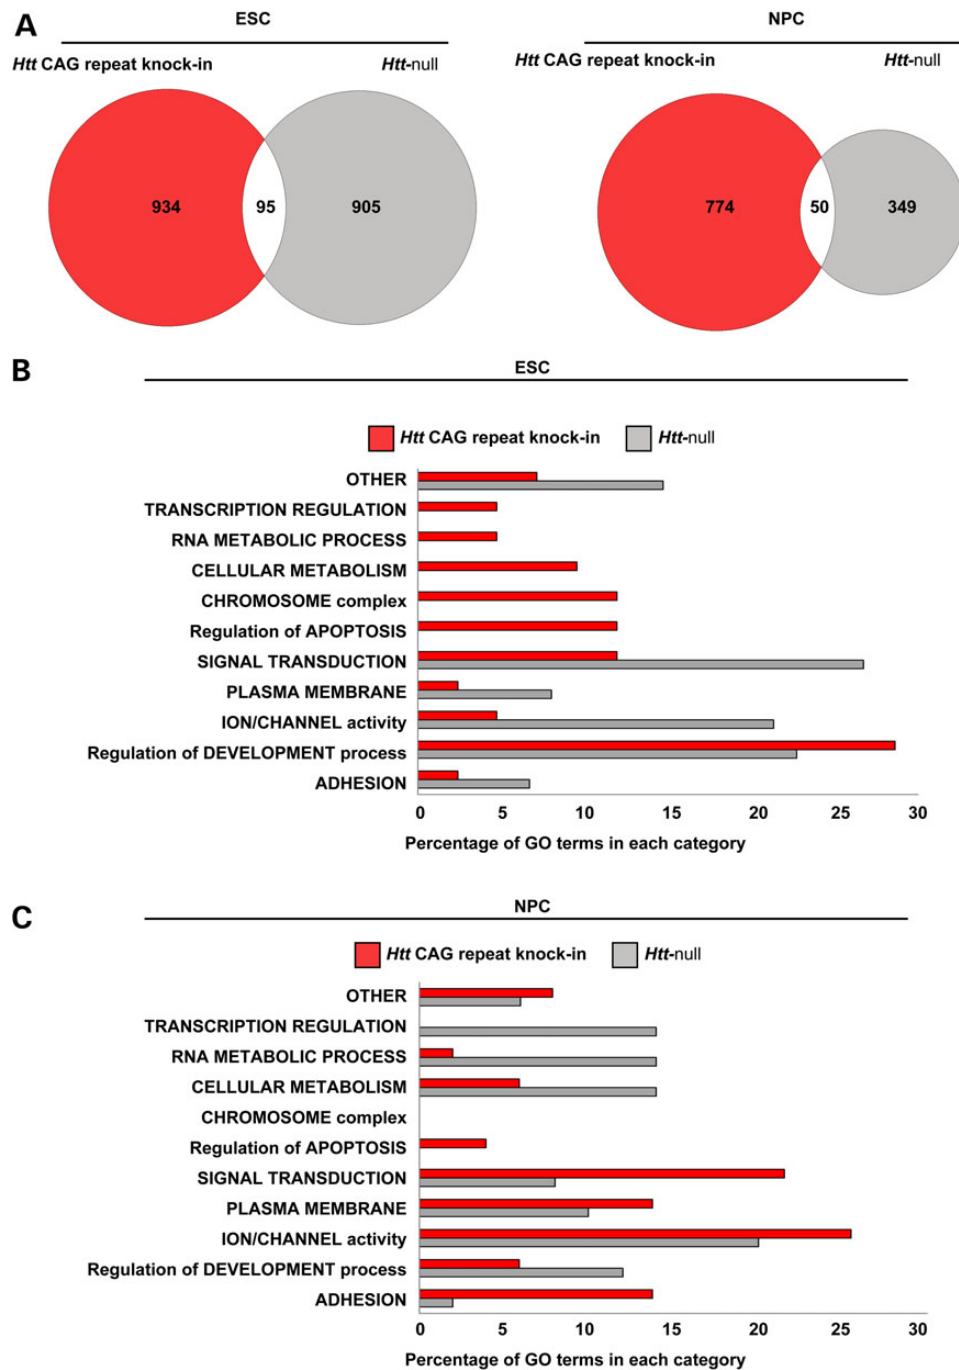 A
ESC
NPC
Htt CAG repeat knock-in
Htt-null
Htt CAG repeat knock-in
Htt-null
934
95
905
774
50
349
B
ESC
Htt CAG repeat knock-in
Htt-null
OTHER
TRANSCRIPTION REGULATION
RNA METABOLIC PROCESS
CELLULAR METABOLISM
CHROMOSOME complex
Regulation of APOPTOSIS
SIGNAL TRANSDUCTION
PLASMA MEMBRANE
ION/CHANNEL activity
Regulation of DEVELOPMENT process
ADHESION
0 5 10 15 20 25 30
Percentage of GO terms in each category
C
NPC
Htt CAG repeat knock-in
Htt-null
OTHER
TRANSCRIPTION REGULATION
RNA METABOLIC PROCESS
CELLULAR METABOLISM
CHROMOSOME complex
Regulation of APOPTOSIS
SIGNAL TRANSDUCTION
PLASMA MEMBRANE
ION/CHANNEL activity
Regulation of DEVELOPMENT process
ADHESION
0 5 10 15 20 25 30
Percentage of GO terms in each category